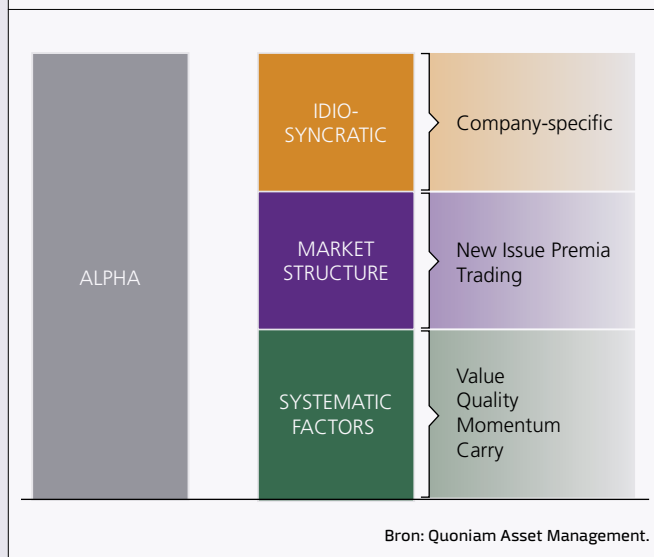 ALPHA
IDIO-
SYNCRATIC
Company-specific
MARKET
STRUCTURE
New Issue Premia
Trading
SYSTEMATIC
FACTORS
Value
Quality
Momentum
Carry
Bron: Quoniam Asset Management.